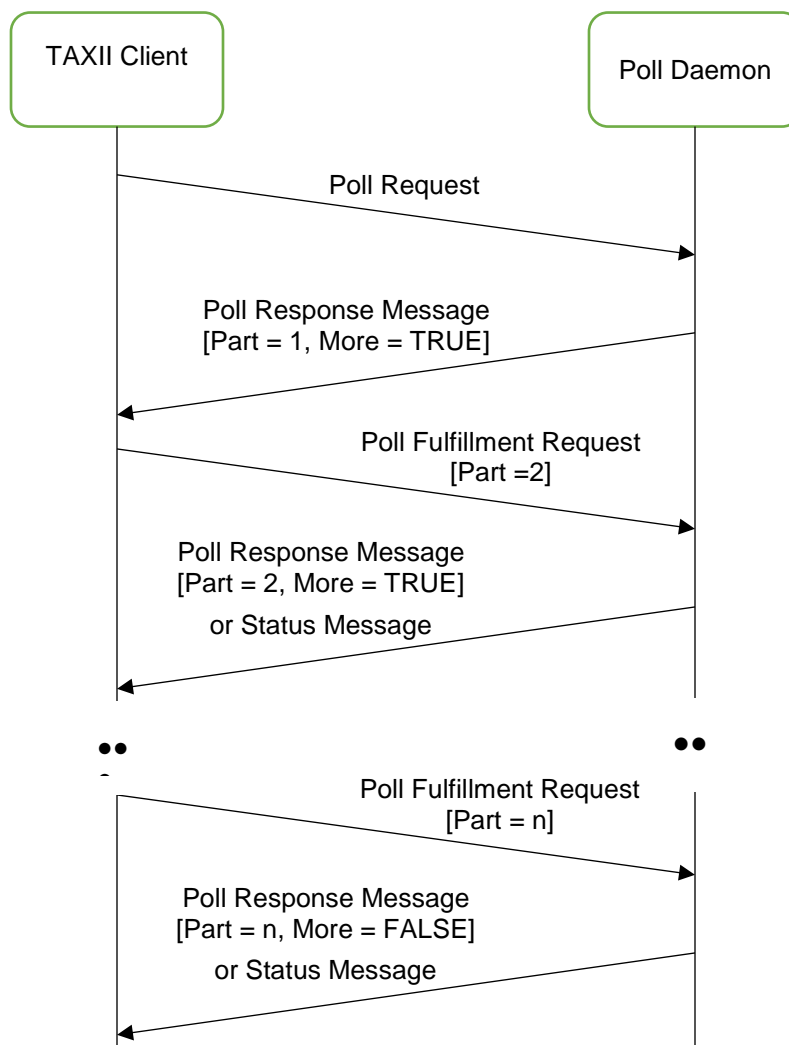 TAXII Client
Poll Daemon
Poll Request
Poll Response Message
[Part = 1, More = TRUE]
Poll Fulfillment Request
[Part =2]
Poll Response Message
[Part = 2, More = TRUE]
or Status Message
Poll Fulfillment Request
[Part = n]
Poll Response Message
[Part = n, More = FALSE]
or Status Message